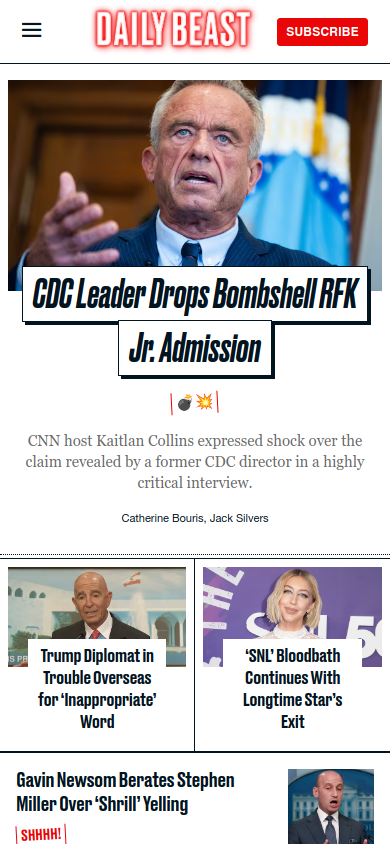 DAILY BEAST
SUBSCRIBE
CDC Leader Drops Bombshell RFK
Jr. Admission
CNN host Kaitlan Collins expressed shock over the
claim revealed by a former CDC director in a highly
critical interview.
Catherine Bouris, Jack Silvers
Trump Diplomat in
Trouble Overseas
for ‘Inappropriate’
Word
‘SNL’ Bloodbath
Continues With
Longtime Star’s
Exit
Gavin Newsom Berates Stephen
Miller Over ‘Shrill’ Yelling
SHHHH!